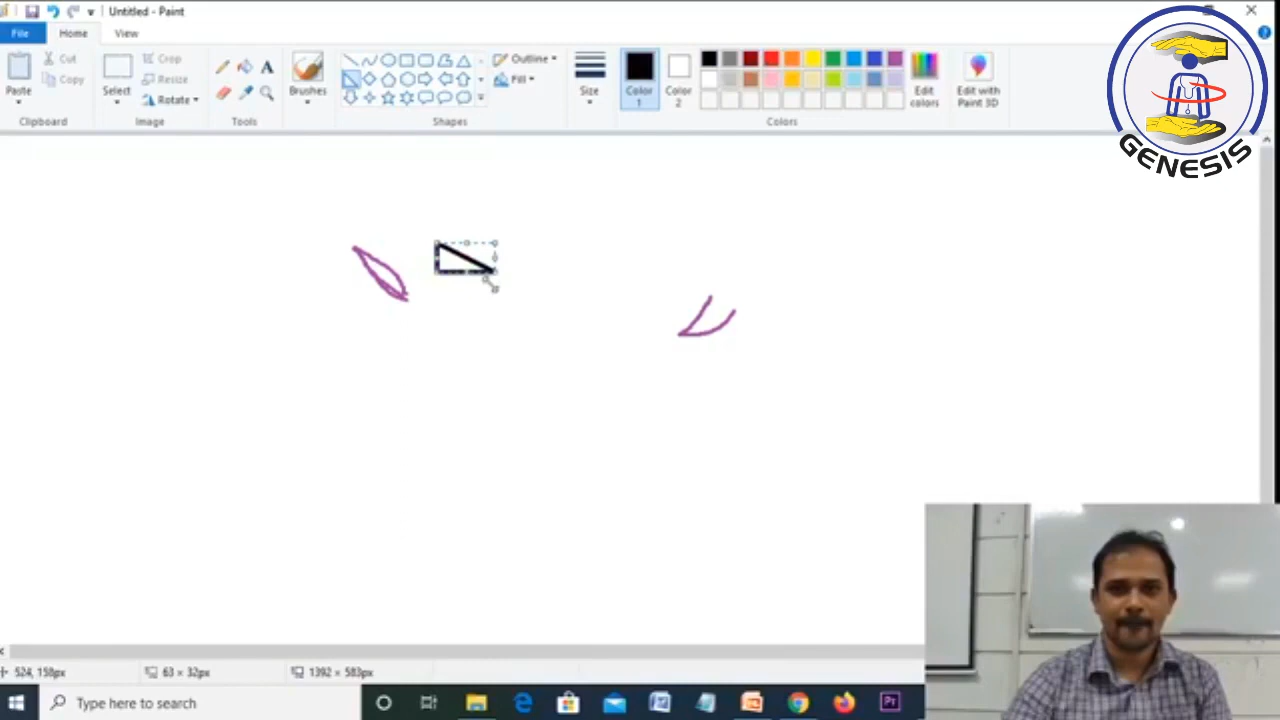 Untitled - Paint
File
Home
View
Paste
Cut
Copy
Clipboard
Select
Crop
Resize
Rotate
Image
A
Tools
Brushes
Shapes
Outline
Fill
Size
Color
1
Color
2
Edit
colors
Colors
Edit with
Paint 3D
GENESIS
524, 158px
63 × 32px
1392 × 583px
Type here to search
Pr